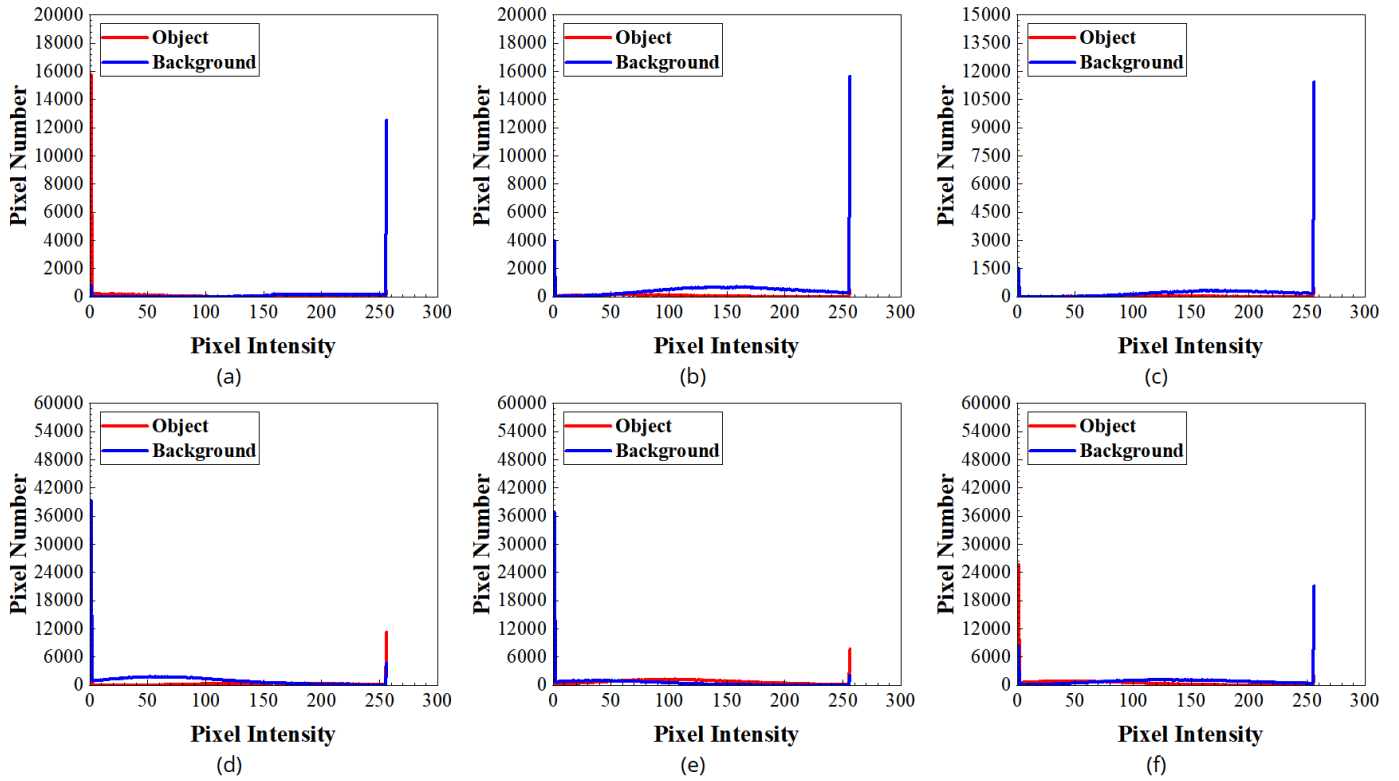 20000
18000
16000
14000
12000
10000
8000
6000
4000
2000
0
Pixel Number
Object
Background
0 50 100 150 200 250 300
Pixel Intensity
(a)
20000
18000
16000
14000
12000
10000
8000
6000
4000
2000
0
Pixel Number
Object
Background
0 50 100 150 200 250 300
Pixel Intensity
(b)
15000
13500
12000
10500
9000
7500
6000
4500
3000
1500
0
Pixel Number
Object
Background
0 50 100 150 200 250 300
Pixel Intensity
(c)
60000
54000
48000
42000
36000
30000
24000
18000
12000
6000
0
Pixel Number
Object
Background
0 50 100 150 200 250 300
Pixel Intensity
(d)
60000
54000
48000
42000
36000
30000
24000
18000
12000
6000
0
Pixel Number
Object
Background
0 50 100 150 200 250 300
Pixel Intensity
(e)
60000
54000
48000
42000
36000
30000
24000
18000
12000
6000
0
Pixel Number
Object
Background
0 50 100 150 200 250 300
Pixel Intensity
(f)